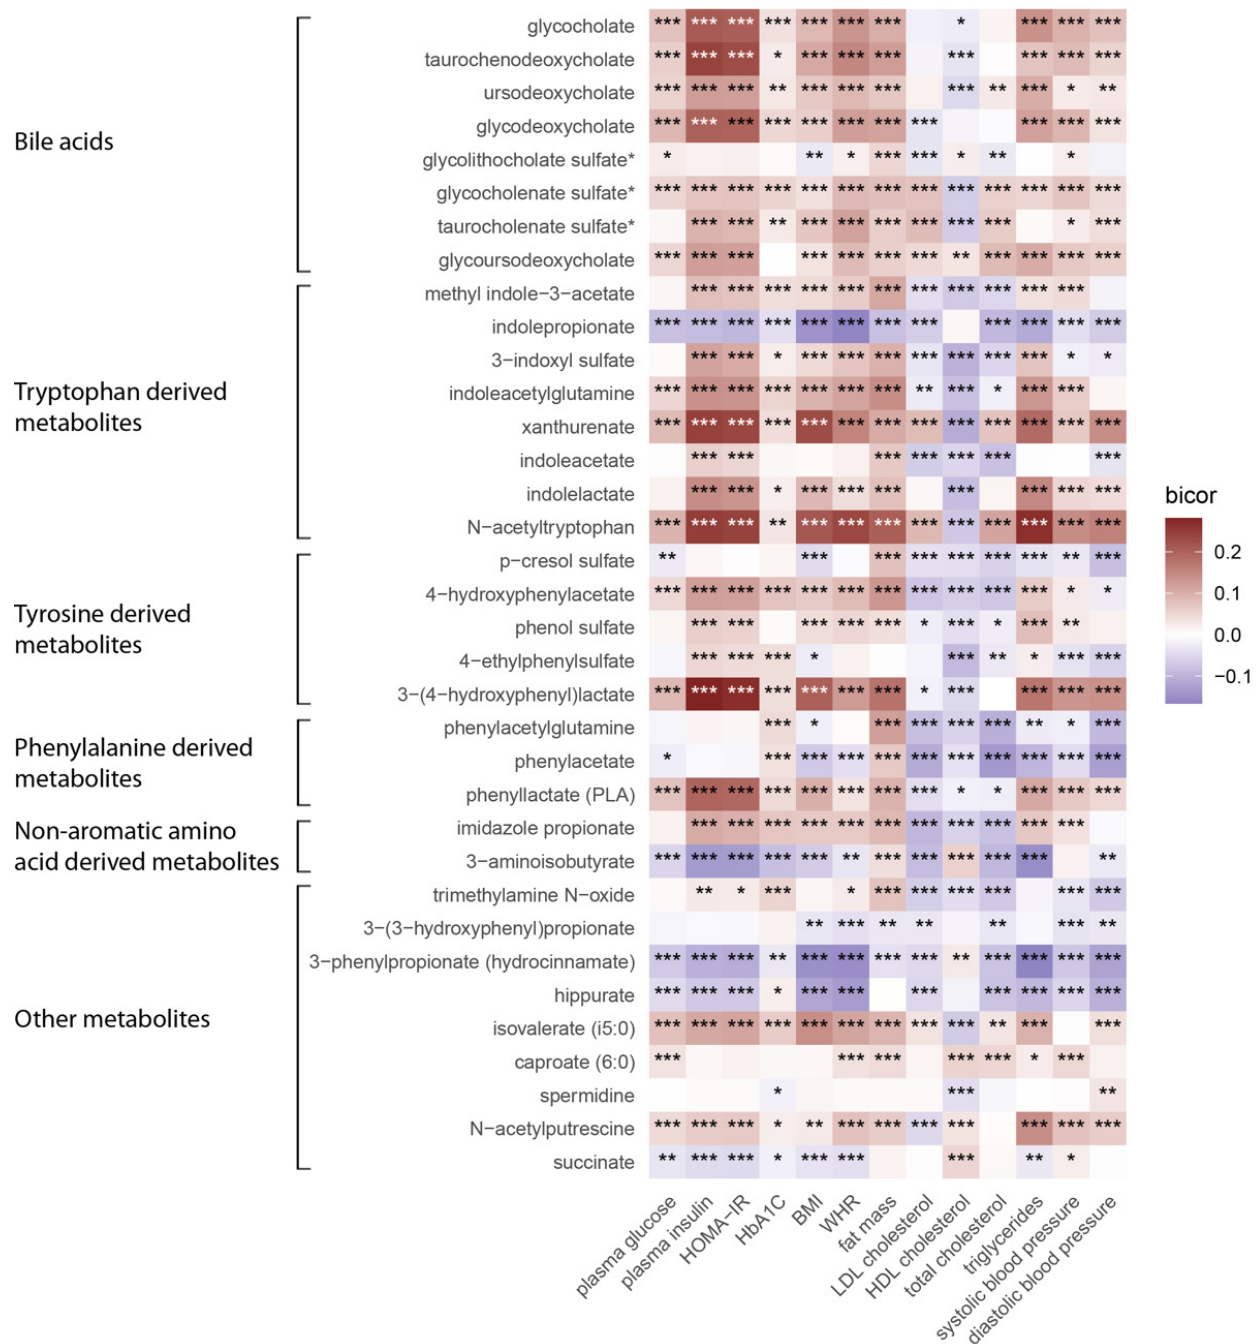 glycocholate *** *** *** *** *** *** *** * *** *** ***
taurochenodeoxycholate *** *** *** * *** *** *** *** *** *** ***
ursodeoxycholate *** *** *** ** *** *** *** *** ** *** * **
Bile acids
glycodeoxycholate *** *** *** *** *** *** *** *** *** *** ***
glycolithocholate sulfate* * ** * *** *** * ** *
glycocholenate sulfate* *** *** *** *** *** *** *** *** *** *** *** *** ***
taurocholenate sulfate* *** *** ** *** *** *** *** *** *** * ***
glycoursodeoxycholate *** *** *** *** *** *** *** ** *** *** *** ***
methyl indole−3−acetate *** *** *** *** *** *** *** *** *** *** ***
indolepropionate *** *** *** *** *** *** *** *** *** *** *** ***
3−indoxyl sulfate *** *** * *** *** *** *** *** *** *** * *
Tryptophan derived
metabolites
indoleacetylglutamine *** *** *** *** *** *** *** ** *** * *** ***
xanthurenate *** *** *** *** *** *** *** *** *** *** *** *** ***
indoleacetate *** *** *** *** *** *** ***
indolelactate *** *** * *** *** *** *** *** *** ***
N−acetyltryptophan *** *** *** ** *** *** *** *** *** *** *** *** ***
p−cresol sulfate ** *** *** *** *** *** *** ** ***
Tyrosine derived
metabolites
4−hydroxyphenylacetate *** *** *** *** *** *** *** *** *** *** *** * *
phenol sulfate *** *** *** *** *** * *** * *** **
4−ethylphenylsulfate *** *** *** * *** ** * *** ***
3−(4−hydroxyphenyl)lactate *** *** *** *** *** *** *** * *** *** *** ***
Phenylalanine derived
metabolites
phenylacetylglutamine *** * *** *** *** *** ** * ***
phenylacetate * *** *** *** *** *** *** *** *** *** ***
phenyllactate (PLA) *** *** *** *** *** *** *** *** * * *** *** ***
Non-aromatic amino
acid derived metabolites
imidazole propionate *** *** *** *** *** *** *** *** *** *** ***
3−aminoisobutyrate *** *** *** *** *** ** *** *** *** *** *** **
trimethylamine N−oxide ** * *** * *** *** *** *** *** ***
3−(3−hydroxyphenyl)propionate ** *** ** ** ** *** **
3−phenylpropionate (hydrocinnamate) *** *** *** ** *** *** *** *** ** *** *** *** ***
hippurate *** *** *** * *** *** *** *** *** *** ***
Other metabolites
isovalerate (i5:0) *** *** *** *** *** *** *** *** *** ** *** ***
caproate (6:0) *** *** *** *** *** * ***
spermidine * *** **
N−acetylputrescine *** *** *** * ** *** *** *** *** *** *** ***
succinate ** *** *** * *** *** *** ** *
plasma glucose
plasma insulin
HOMA−IR
HbA1C
BMI
WHR
fat mass
LDL cholesterol
HDL cholesterol
total cholesterol
triglycerides
systolic blood pressure
diastolic blood pressure
bicor
0.2
0.1
0.0
−0.1